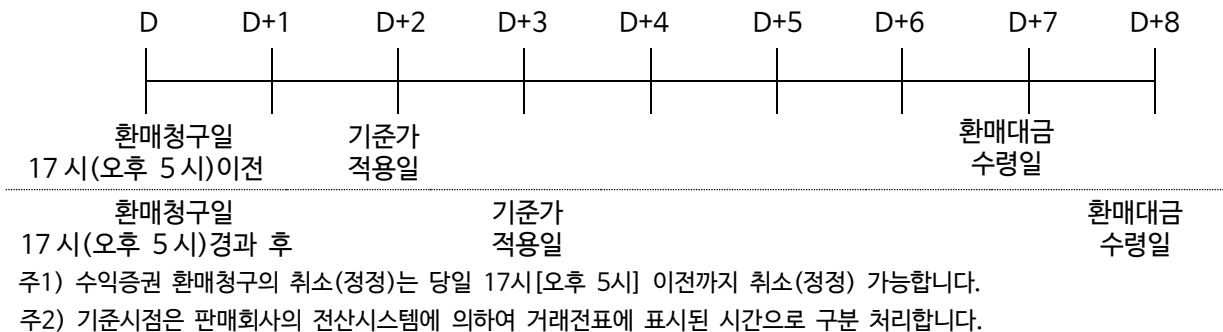 D D+1 D+2 D+3 D+4 D+5 D+6 D+7 D+8
환매청구일 기준가 환매대금
17 시(오후 5 시)이전 적용일 수령일
환매청구일 기준가 환매대금
17 시(오후 5 시)경과 후 적용일 수령일
주1) 수익증권 환매청구의 취소(정정)는 당일 17시[오후 5시] 이전까지 취소(정정) 가능합니다.
주2) 기준시점은 판매회사의 전산시스템에 의하여 거래전표에 표시된 시간으로 구분 처리합니다.